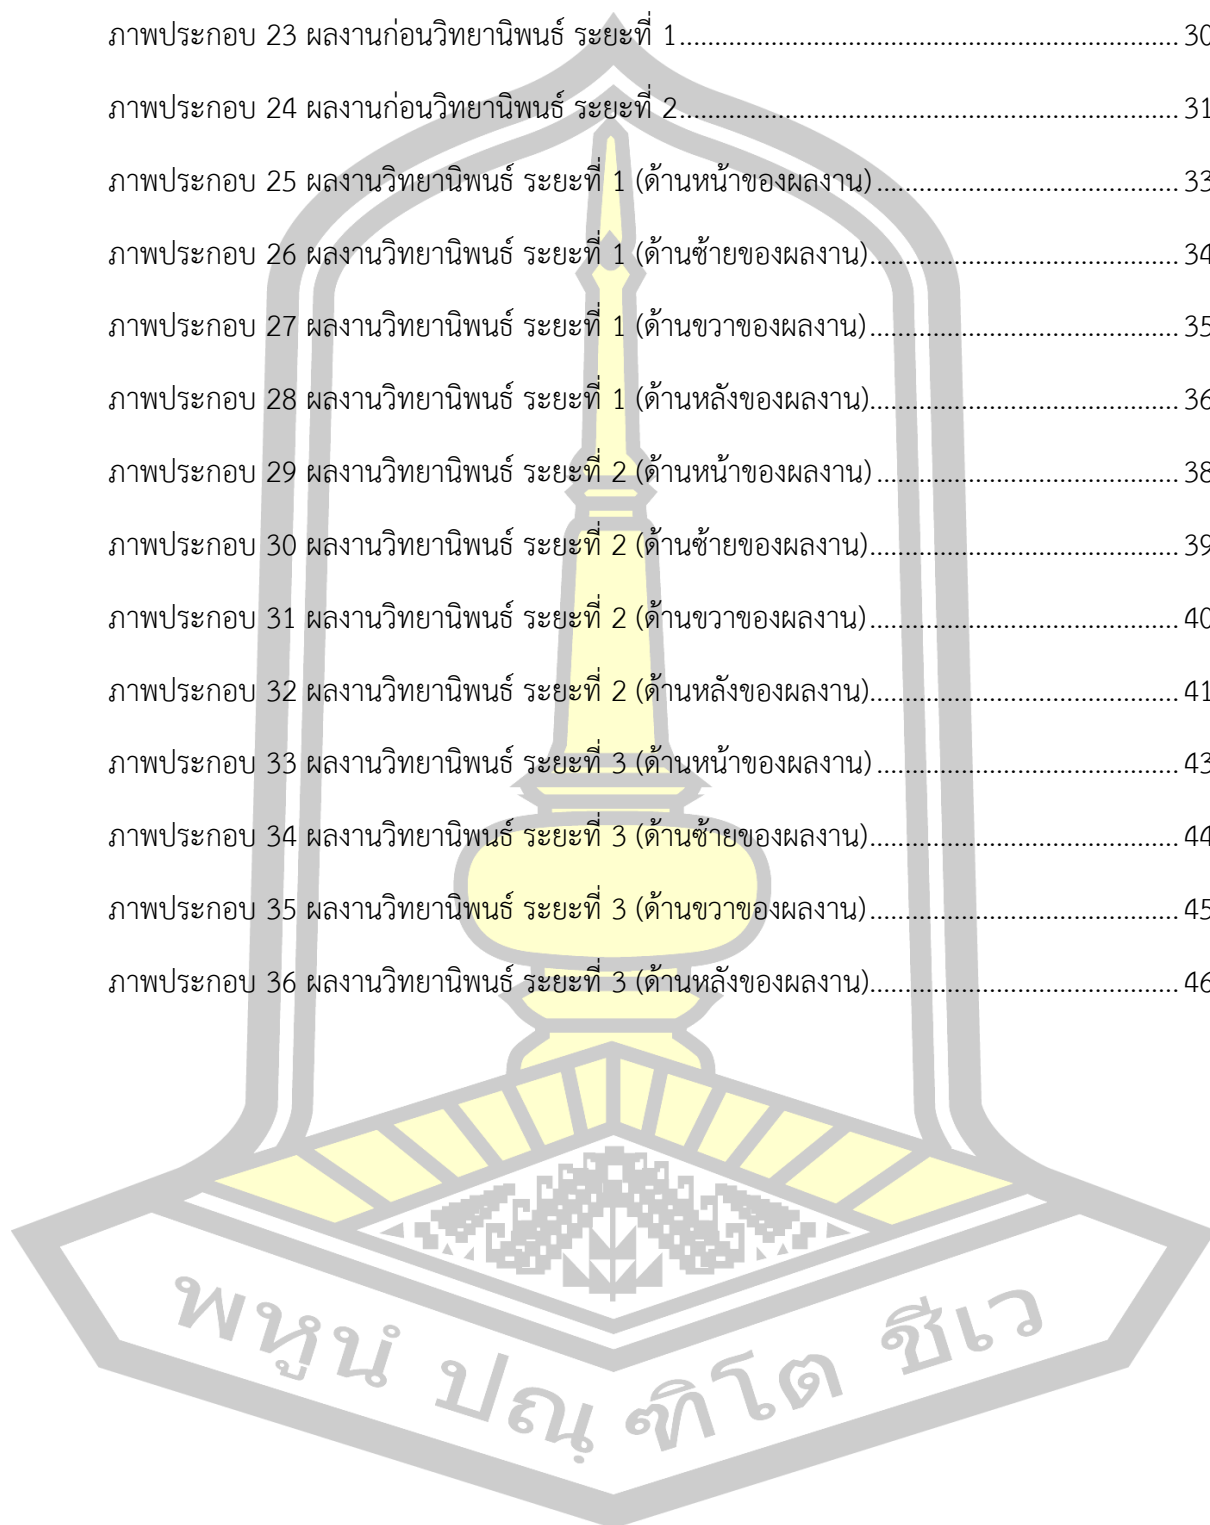 ภาพประกอบ 23 ผลงานก่อนวิทยานิพนธ์ ระยะที่ 1.......................................................................... 30
ภาพประกอบ 24 ผลงานก่อนวิทยานิพนธ์ ระยะที่ 2.......................................................................... 31
ภาพประกอบ 25 ผลงานวิทยานิพนธ์ ระยะที่ 1 (ด้านหน้าของผลงาน) ............................................. 33
ภาพประกอบ 26 ผลงานวิทยานิพนธ์ ระยะที่ 1 (ด้านซ้ายของผลงาน).............................................. 34
ภาพประกอบ 27 ผลงานวิทยานิพนธ์ ระยะที่ 1 (ด้านขวาของผลงาน).............................................. 35
ภาพประกอบ 28 ผลงานวิทยานิพนธ์ ระยะที่ 1 (ด้านหลังของผลงาน).............................................. 36
ภาพประกอบ 29 ผลงานวิทยานิพนธ์ ระยะที่ 2 (ด้านหน้าของผลงาน) ............................................. 38
ภาพประกอบ 30 ผลงานวิทยานิพนธ์ ระยะที่ 2 (ด้านซ้ายของผลงาน).............................................. 39
ภาพประกอบ 31 ผลงานวิทยานิพนธ์ ระยะที่ 2 (ด้านขวาของผลงาน).............................................. 40
ภาพประกอบ 32 ผลงานวิทยานิพนธ์ ระยะที่ 2 (ด้านหลังของผลงาน).............................................. 41
ภาพประกอบ 33 ผลงานวิทยานิพนธ์ ระยะที่ 3 (ด้านหน้าของผลงาน) ............................................. 43
ภาพประกอบ 34 ผลงานวิทยานิพนธ์ ระยะที่ 3 (ด้านซ้ายของผลงาน).............................................. 44
ภาพประกอบ 35 ผลงานวิทยานิพนธ์ ระยะที่ 3 (ด้านขวาของผลงาน).............................................. 45
ภาพประกอบ 36 ผลงานวิทยานิพนธ์ ระยะที่ 3 (ด้านหลังของผลงาน).............................................. 46
พหูนํ ปณฺ ฑิโต ชีเว